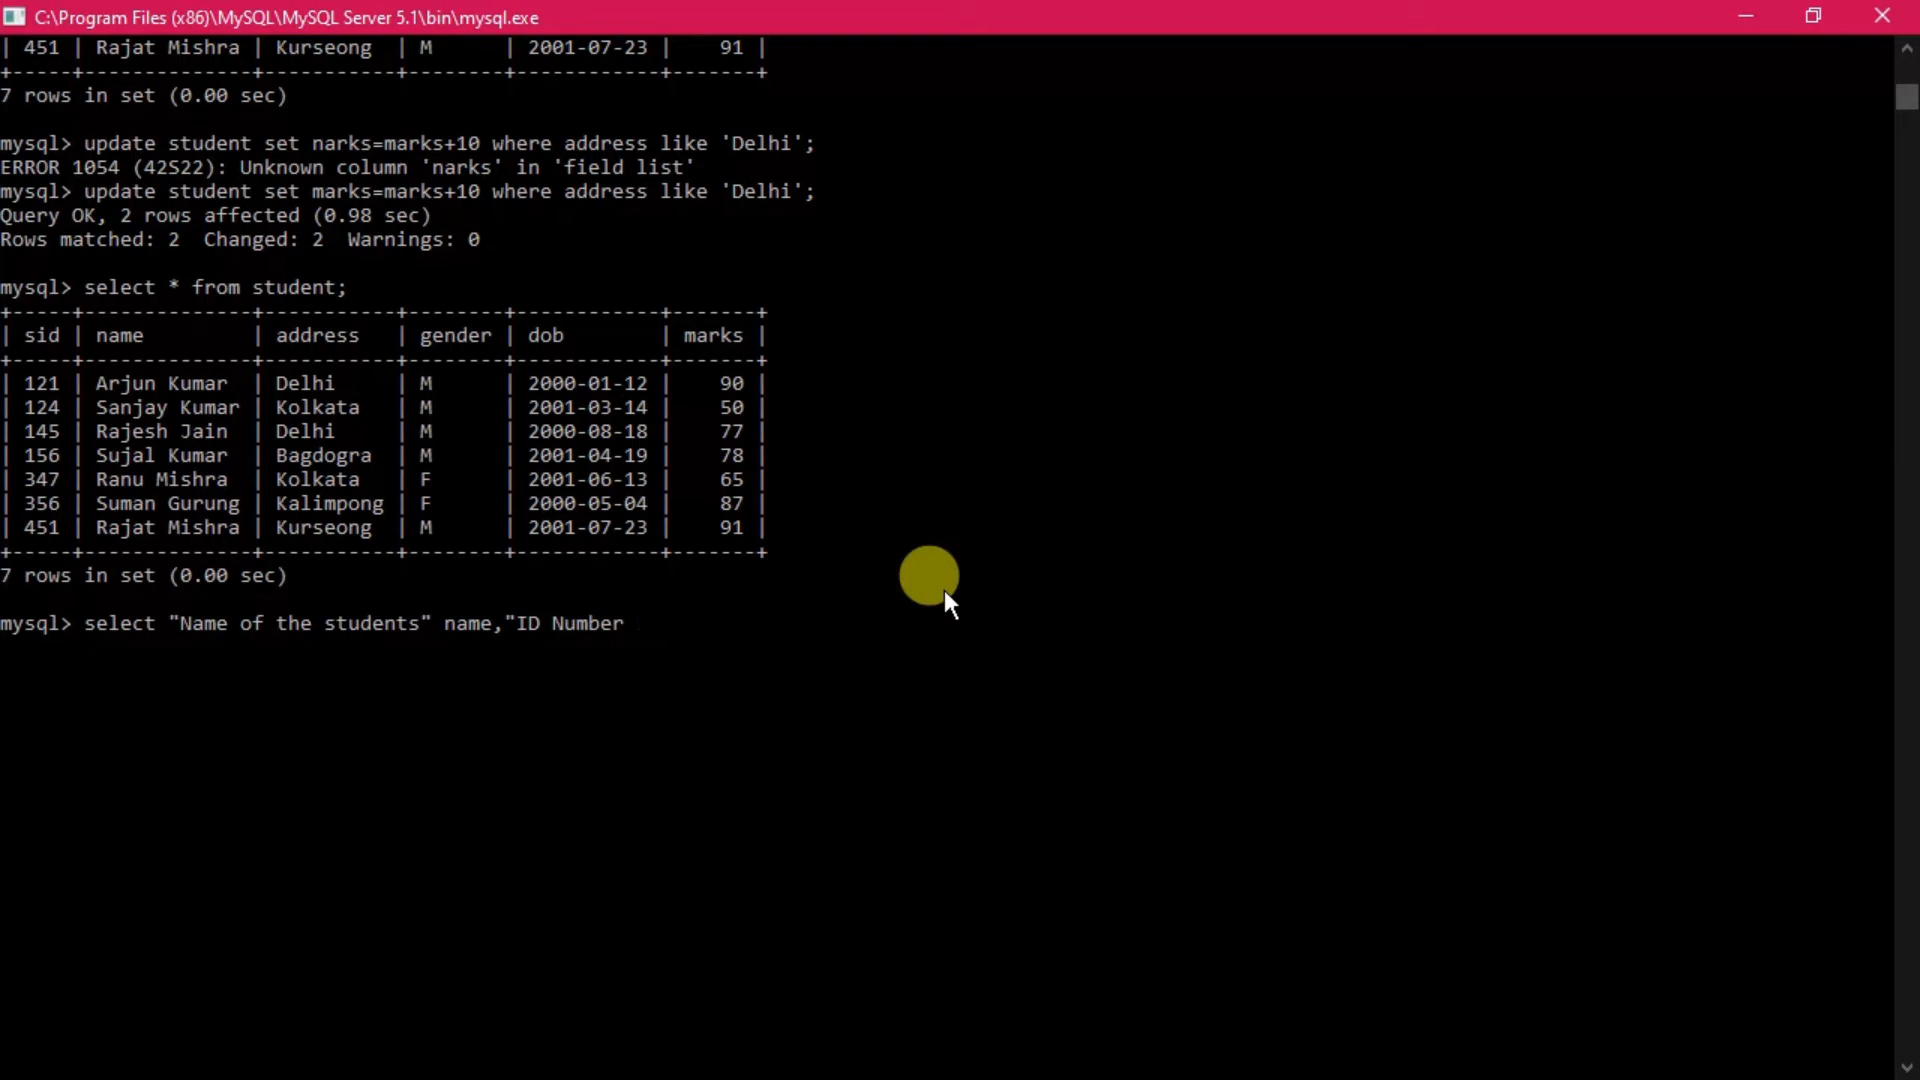 C:\Program Files (x86)\MySQL\MySQL Server 5.1\bin\mysql.exe
| 451 | Rajat Mishra | Kurseong  | M      | 2001-07-23 |    91 |
+-----+--------------+-----------+--------+------------+-------+
7 rows in set (0.00 sec)
mysql> update student set narks=marks+10 where address like 'Delhi';
ERROR 1054 (42S22): Unknown column 'narks' in 'field list'
mysql> update student set marks=marks+10 where address like 'Delhi';
Query OK, 2 rows affected (0.98 sec)
Rows matched: 2  Changed: 2  Warnings: 0
mysql> select * from student;
+-----+--------------+-----------+--------+------------+-------+
| sid | name         | address   | gender | dob        | marks |
+-----+--------------+-----------+--------+------------+-------+
| 121 | Arjun Kumar  | Delhi     | M      | 2000-01-12 |    90 |
| 124 | Sanjay Kumar | Kolkata   | M      | 2001-03-14 |    50 |
| 145 | Rajesh Jain  | Delhi     | M      | 2000-08-18 |    77 |
| 156 | Sujal Kumar  | Bagdogra  | M      | 2001-04-19 |    78 |
| 347 | Ranu Mishra  | Kolkata   | F      | 2001-06-13 |    65 |
| 356 | Suman Gurung | Kalimpong | F      | 2000-05-04 |    87 |
| 451 | Rajat Mishra | Kurseong  | M      | 2001-07-23 |    91 |
+-----+--------------+-----------+--------+------------+-------+
7 rows in set (0.00 sec)
mysql> select "Name of the students" name,"ID Number